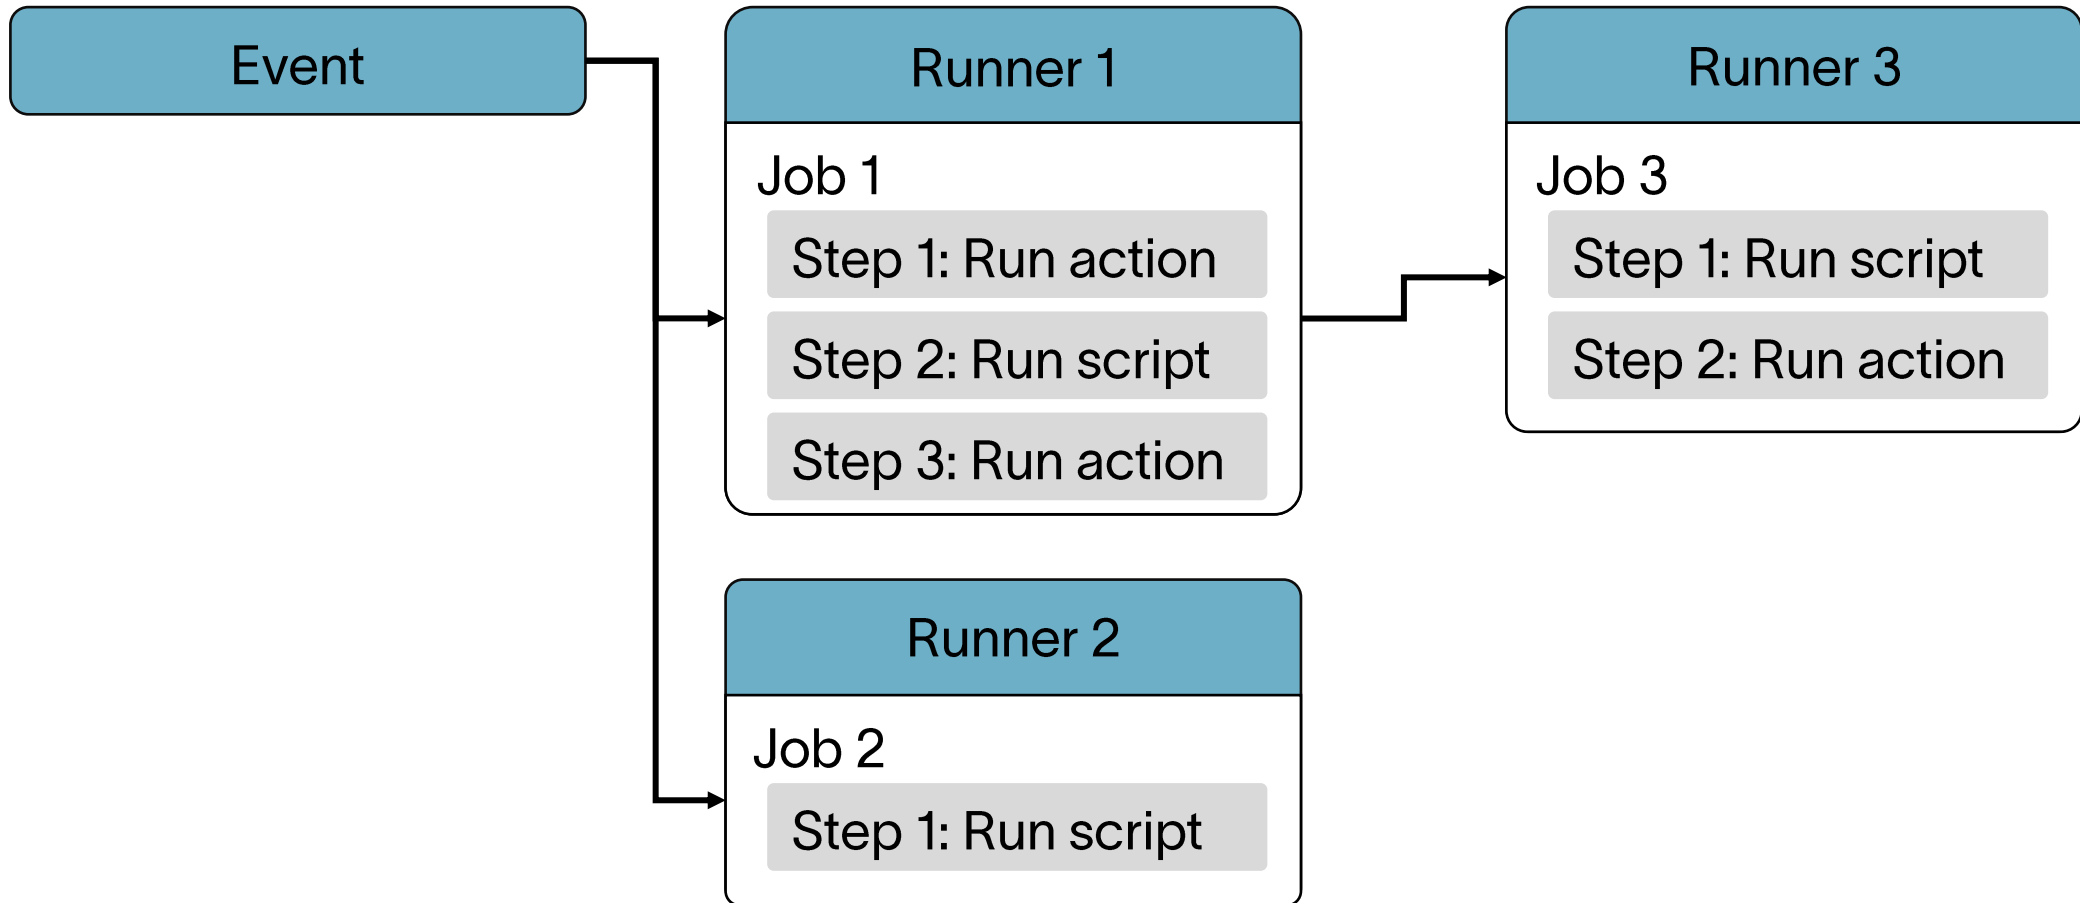 Event
Runner 1
Job 1
Step 1: Run action
Step 2: Run script
Step 3: Run action
Runner 2
Job 2
Step 1: Run script
Runner 3
Job 3
Step 1: Run script
Step 2: Run action